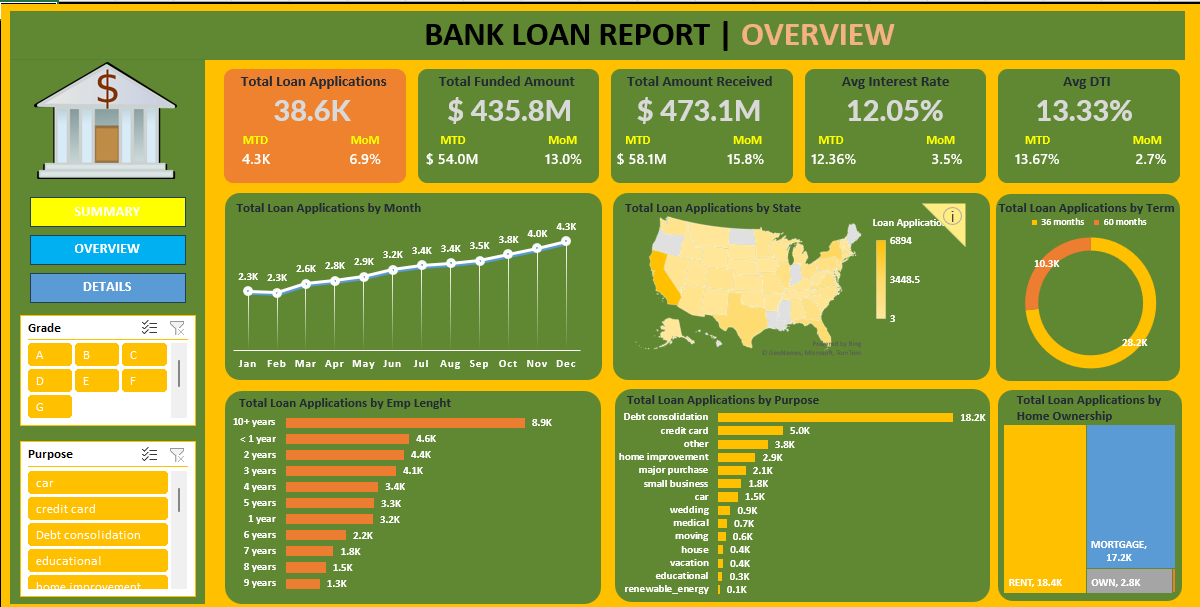 BANK LOAN REPORT | OVERVIEW
$
SUMMARY
OVERVIEW
DETAILS
Grade
A B C
D E F
G
Purpose
car
credit card
Debt consolidation
educational
home improvement
Total Loan Applications
38.6K
MTD MoM
4.3K 6.9%
Total Funded Amount
$ 435.8M
MTD MoM
$ 54.0M 13.0%
Total Amount Received
$ 473.1M
MTD MoM
$ 58.1M 15.8%
Avg Interest Rate
12.05%
MTD MoM
12.36% 3.5%
Avg DTI
13.33%
MTD MoM
13.67% 2.7%
Total Loan Applications by Month
2.3K 2.3K 2.6K 2.8K 2.9K 3.2K 3.4K 3.4K 3.5K 3.8K 4.0K 4.3K
Jan Feb Mar Apr May Jun Jul Aug Sep Oct Nov Dec
Total Loan Applications by State
Loan Applicatio
i
6894
3448.5
3
Powered by Bing
© GeoNames, Microsoft, TomTom
Total Loan Applications by Term
36 months 60 months
10.3K
28.2K
Total Loan Applications by Emp Lenght
10+ years 8.9K
< 1 year 4.6K
2 years 4.4K
3 years 4.1K
4 years 3.4K
5 years 3.3K
1 year 3.2K
6 years 2.2K
7 years 1.8K
8 years 1.5K
9 years 1.3K
Total Loan Applications by Purpose
Debt consolidation 18.2K
credit card 5.0K
other 3.8K
home improvement 2.9K
major purchase 2.1K
small business 1.8K
car 1.5K
wedding 0.9K
medical 0.7K
moving 0.6K
house 0.4K
vacation 0.4K
educational 0.3K
renewable_energy 0.1K
Total Loan Applications by
Home Ownership
RENT, 18.4K
MORTGAGE,
17.2K
OWN, 2.8K